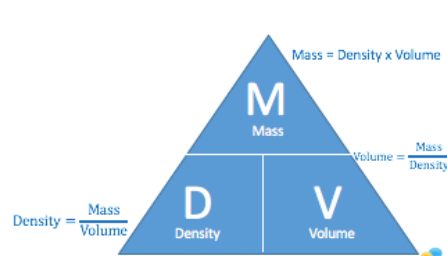 Mass = Density x Volume
M
Mass
Volume = Mass/Density
D
Density
V
Volume
Density = Mass/Volume